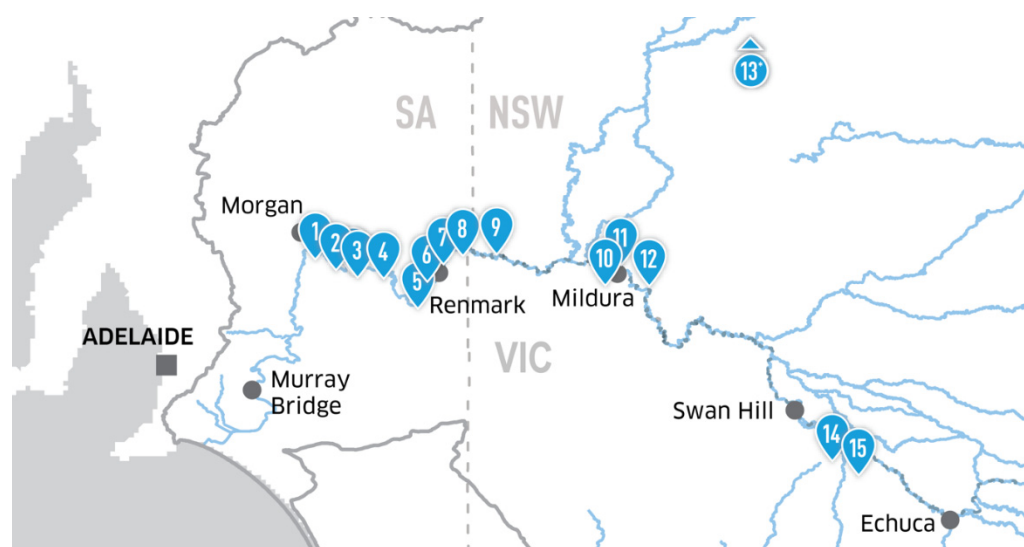 13*
SA
NSW
Morgan
1
2
3
4
5
6
7
8
9
10
11
12
Renmark
Mildura
ADELAIDE
VIC
Murray
Bridge
Swan Hill
14
15
Echuca